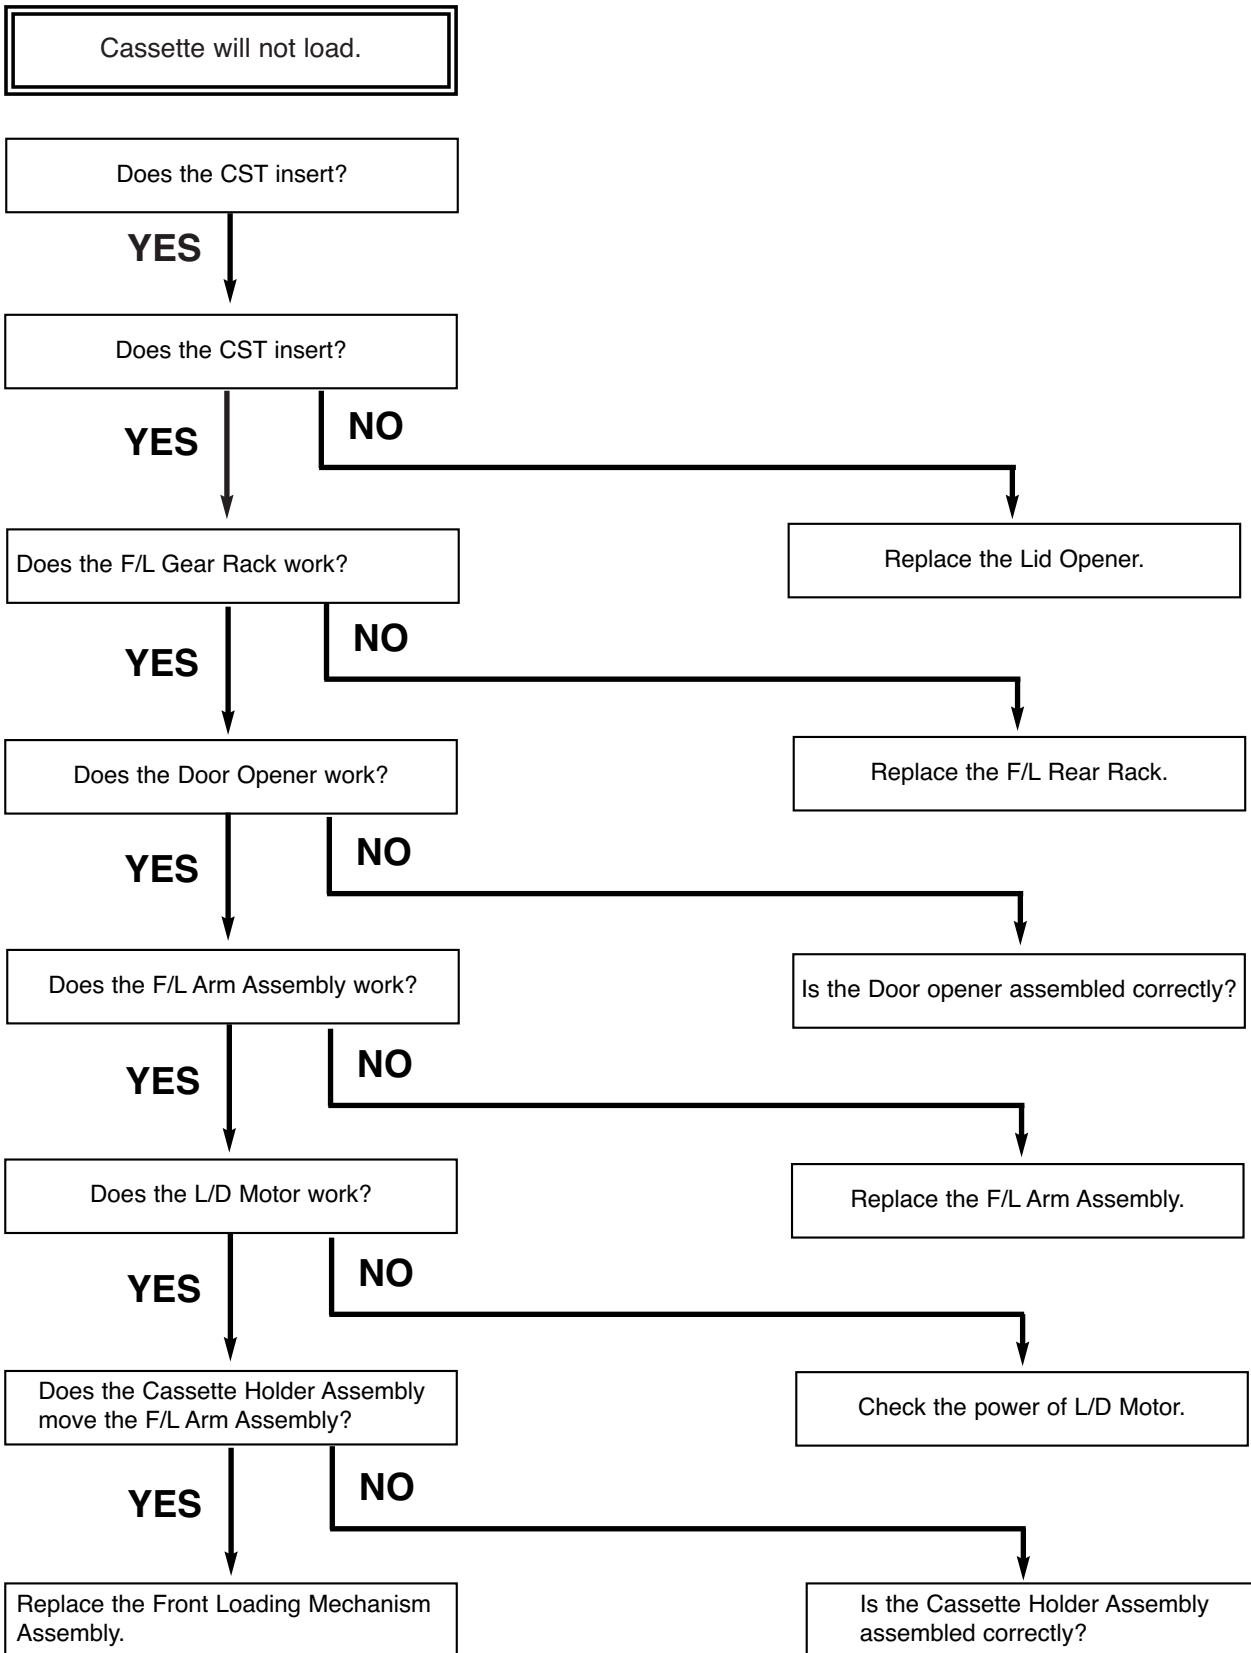 Cassette will not load.
Does the CST insert?
YES
Does the CST insert?
YES
NO
Does the F/L Gear Rack work?
Replace the Lid Opener.
YES
NO
Does the Door Opener work?
Replace the F/L Rear Rack.
YES
NO
Does the F/L Arm Assembly work?
Is the Door opener assembled correctly?
YES
NO
Does the L/D Motor work?
Replace the F/L Arm Assembly.
YES
NO
Does the Cassette Holder Assembly
move the F/L Arm Assembly?
Check the power of L/D Motor.
YES
NO
Replace the Front Loading Mechanism
Assembly.
Is the Cassette Holder Assembly
assembled correctly?